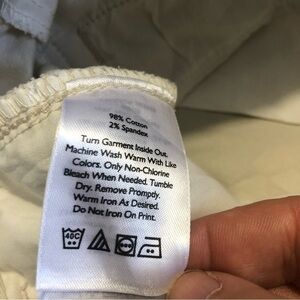 98% Cotton
2% Spandex
Turn Garment Inside Out.
Machine Wash Warm With Like
Colors. Only Non-Chlorine
Bleach When Needed. Tumble
Dry. Remove Promptly.
Warm Iron As Desired.
Do Not Iron On Print.
40C